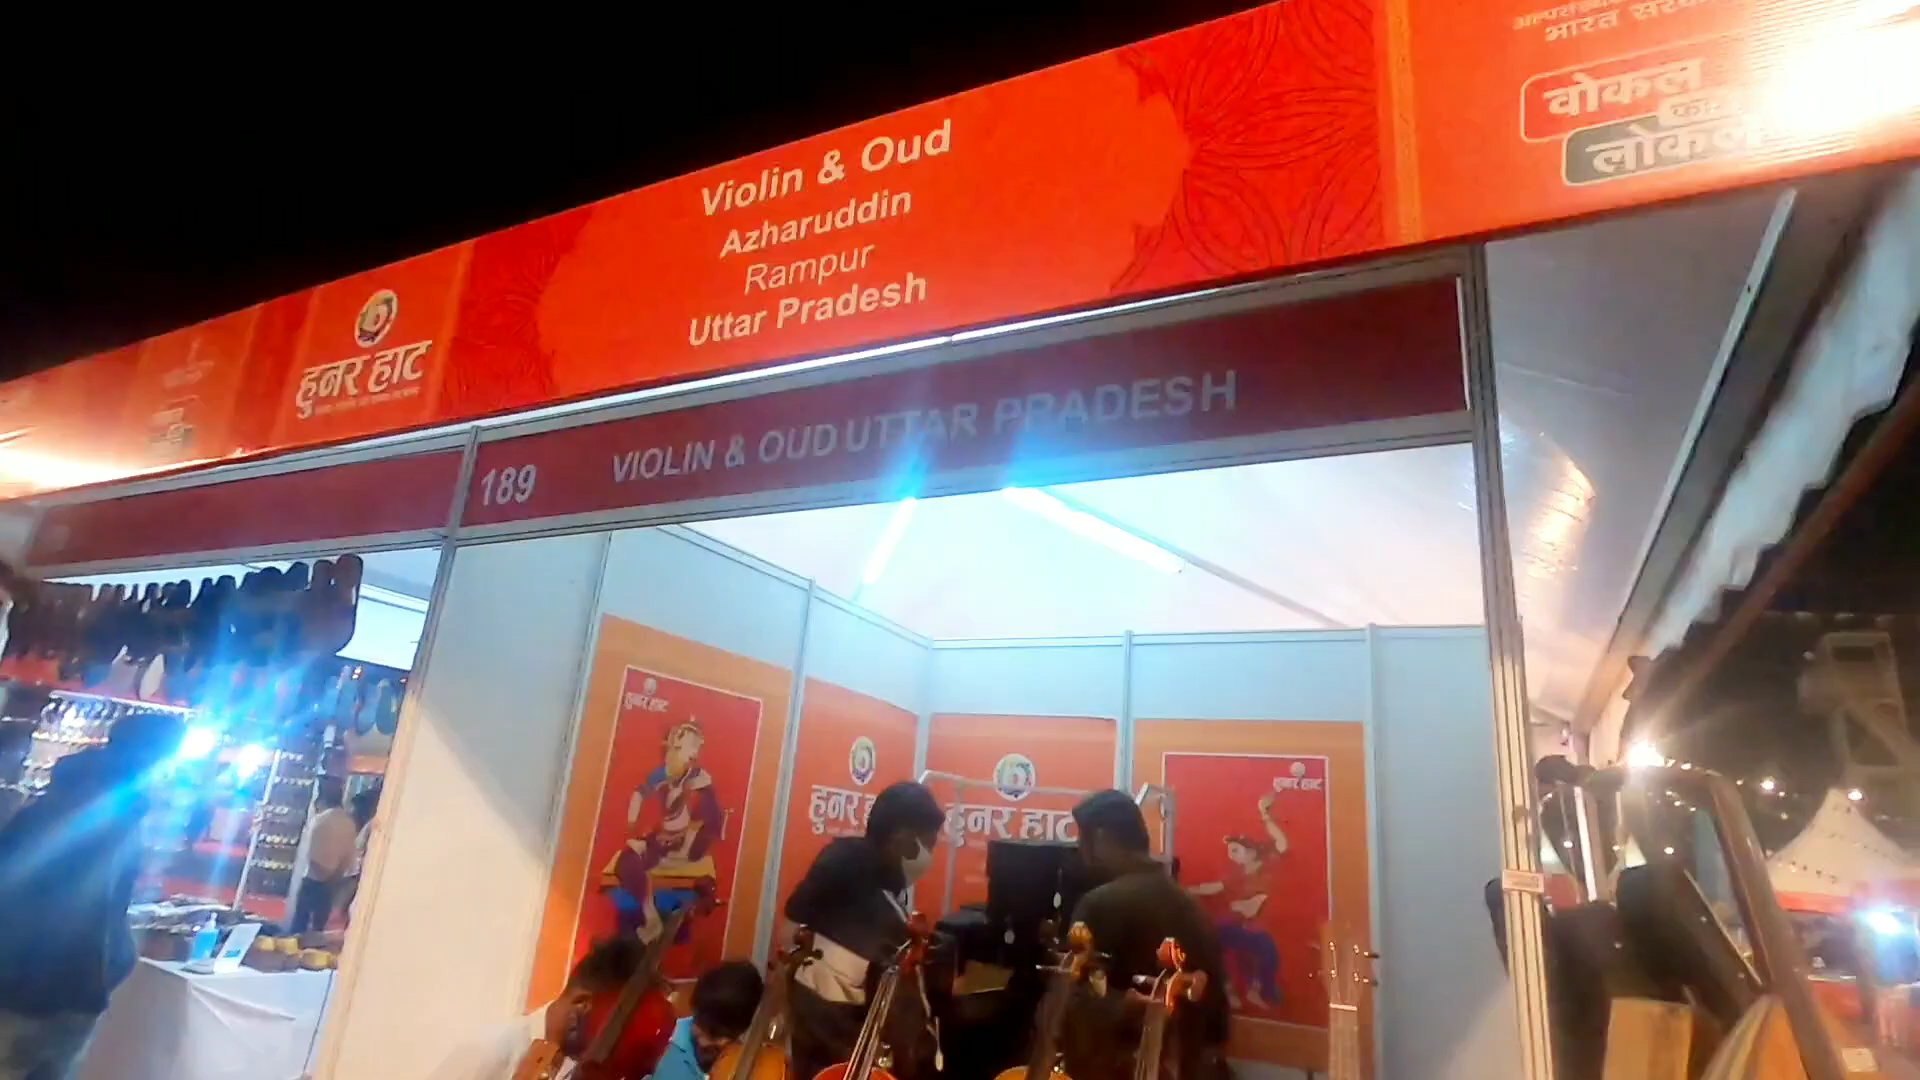 भारत
वोकल
लोकल
Violin & Oud
Azharuddin
Rampur
Uttar Pradesh
हुनर हाट
189
VIOLIN & OUD UTTAR PRADESH
हुनर हाट
हुनर
हुनर हाट
हुनर हाट